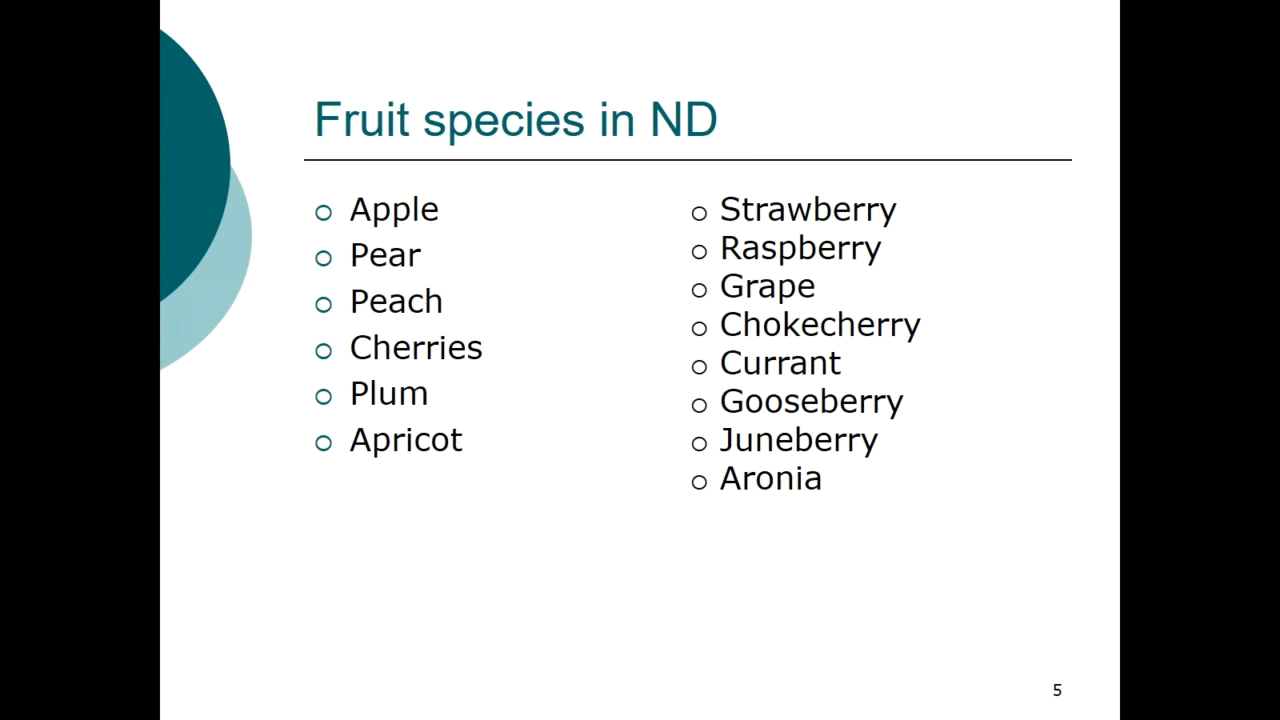 Fruit species in ND
Apple
Pear
Peach
Cherries
Plum
Apricot
Strawberry
Raspberry
Grape
Chokecherry
Currant
Gooseberry
Juneberry
Aronia
5